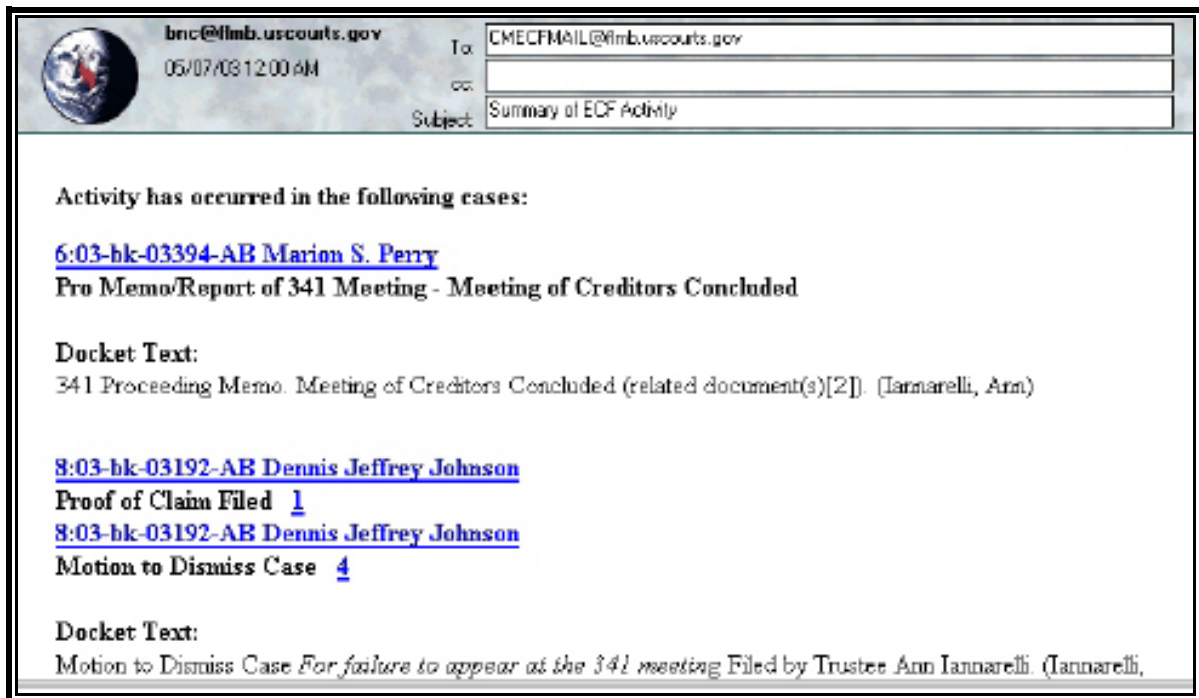 bnc@flmb.uscourts.gov
05/07/03 12:00 AM
To:
CMECFMAIL@flmb.uscourts.gov
cc:
Subject:
Summary of ECF Activity
Activity has occurred in the following cases:
6:03-bk-03394-AB Marion S. Perry
Pro Memo/Report of 341 Meeting - Meeting of Creditors Concluded
Docket Text:
341 Proceeding Memo. Meeting of Creditors Concluded (related document(s)[2]). (Iannarelli, Ann)
8:03-bk-03192-AB Dennis Jeffrey Johnson
Proof of Claim Filed 1
8:03-bk-03192-AB Dennis Jeffrey Johnson
Motion to Dismiss Case 4
Docket Text:
Motion to Dismiss Case For failure to appear at the 341 meeting Filed by Trustee Ann Iannarelli. (Iannarelli,